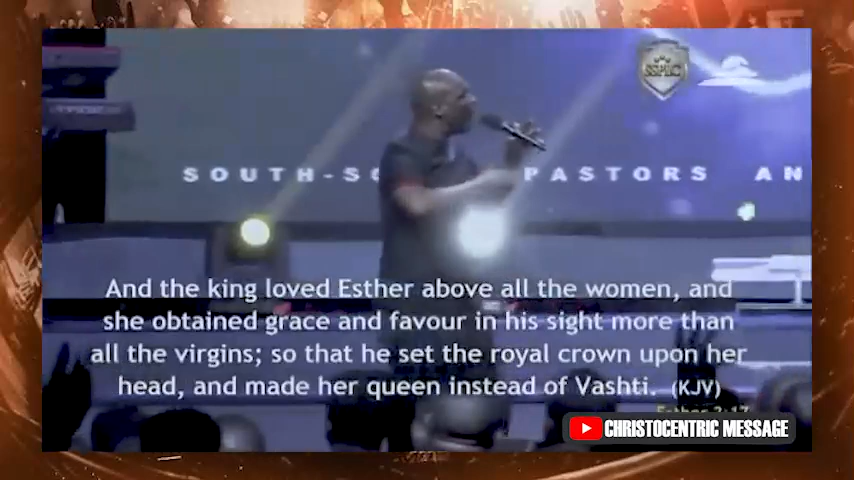 SSPLC
SOUTH-S PASTORS AN
And the king loved Esther above all the women, and
she obtained grace and favour in his sight more than
all the virgins; so that he set the royal crown upon her
head, and made her queen instead of Vashti. (KJV)
CHRISTOCENTRIC MESSAGE